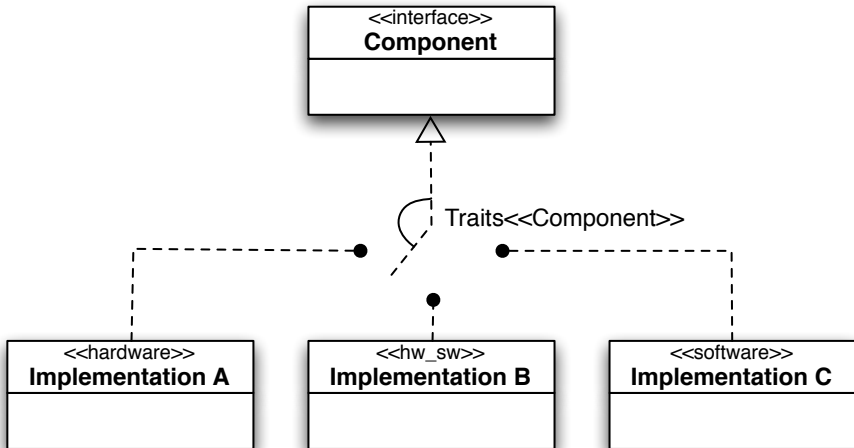 <<interface>>
Component
Traits<<Component>>
<<hardware>>
Implementation A
<<hw_sw>>
Implementation B
<<software>>
Implementation C